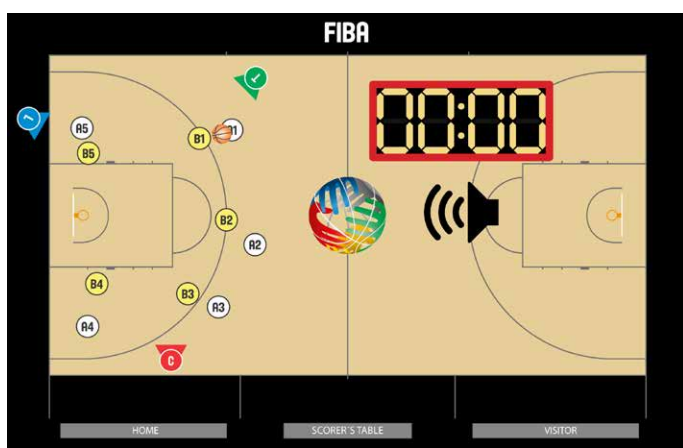 FIBA
T
L
00:00
A5
B1
A1
B5
B2
A2
B4
B3
A3
A4
C
HOME
SCORER'S TABLE
VISITOR